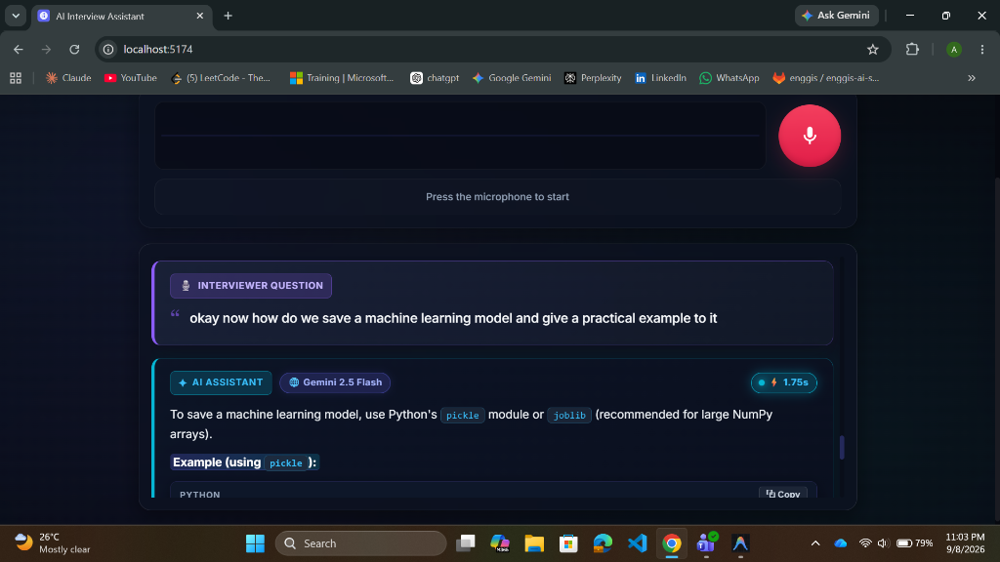 AI Interview Assistant
Ask Gemini
localhost:5174
A
Claude
YouTube
(5) LeetCode - The...
Training | Microsoft...
chatgpt
Google Gemini
Perplexity
LinkedIn
WhatsApp
enggis / enggis-ai-s...
Press the microphone to start
INTERVIEWER QUESTION
“ okay now how do we save a machine learning model and give a practical example to it
AI ASSISTANT
Gemini 2.5 Flash
1.75s
To save a machine learning model, use Python's pickle module or joblib (recommended for large NumPy
arrays).
Example (using pickle ):
PYTHON
Copy
26°C
Mostly clear
Search
79%
11:03 PM
9/8/2026